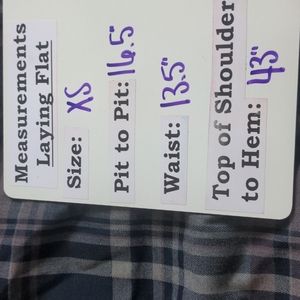 Measurements
Laying Flat
Size: XS
Pit to Pit: 16.5"
Waist: 13.5"
Top of Shoulder
to Hem: 43"